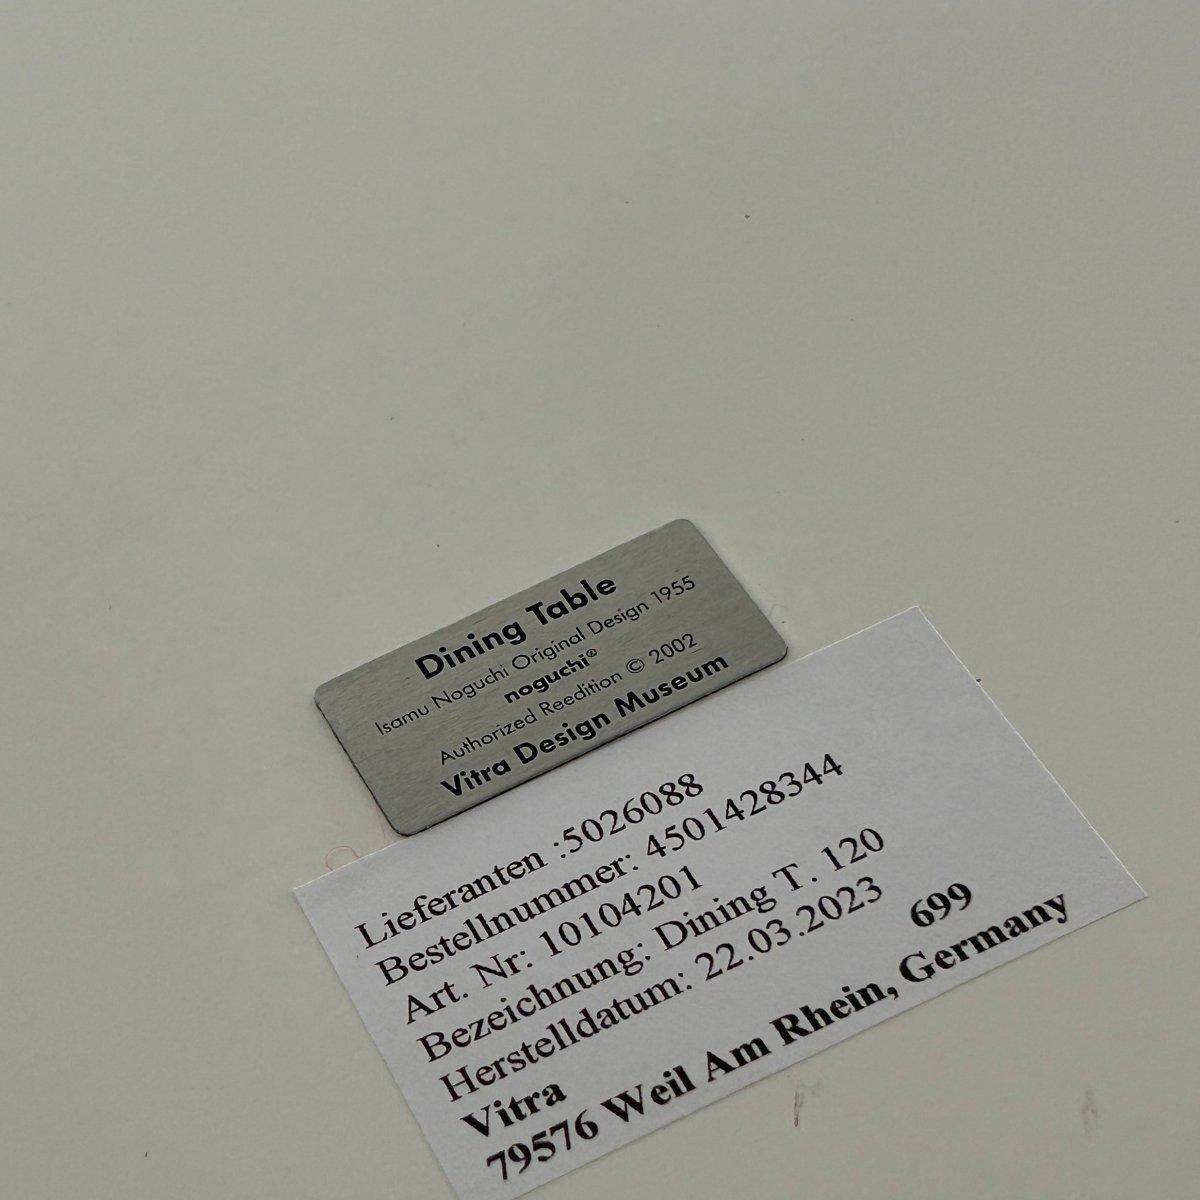 Dining Table
Isamu Noguchi Original Design 1955
noguchi®
Authorized Reedition © 2002
Vitra Design Museum
Lieferanten :5026088
Bestellnummer: 4501428344
Art. Nr: 10104201
Bezeichnung: Dining T. 120
Herstelldatum: 22.03.2023
Vitra 699
79576 Weil Am Rhein, Germany